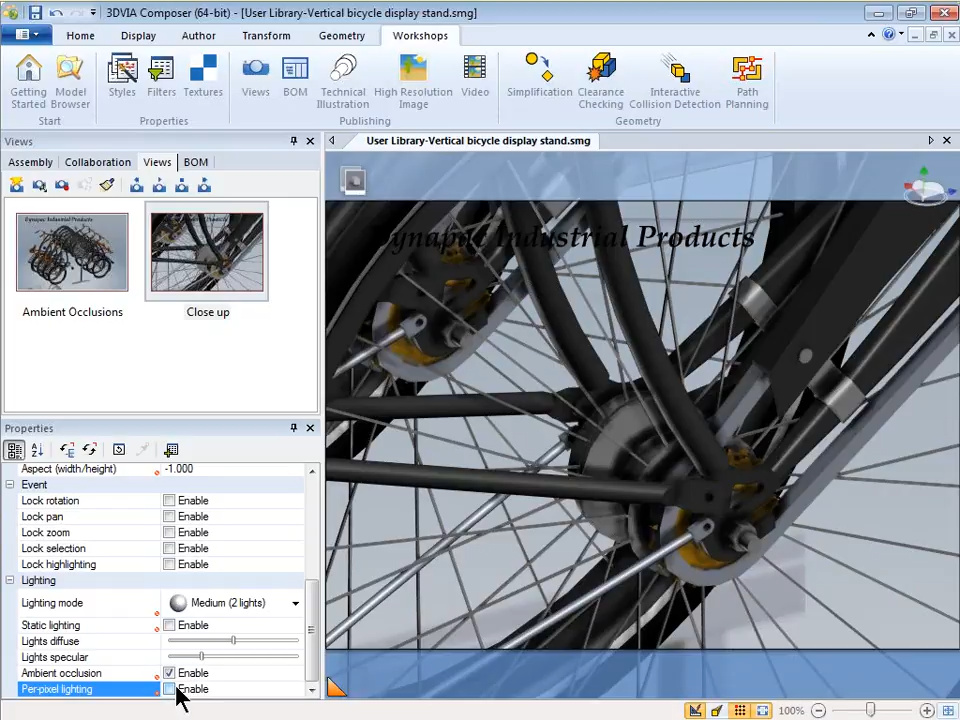 3DVIA Composer (64-bit) - [User Library-Vertical bicycle display stand.smg]
Home Display Author Transform Geometry Workshops
Getting Started Model Browser Styles Filters Textures Views BOM Technical Illustration High Resolution Image Video Simplification Clearance Checking Interactive Collision Detection Path Planning
Start Properties Publishing Geometry
Views
User Library-Vertical bicycle display stand.smg
Assembly Collaboration Views BOM
Dynapac Industrial Products
Ambient Occlusions Close up
Properties
Aspect (width/height) -1.000
Event
Lock rotation Enable
Lock pan Enable
Lock zoom Enable
Lock selection Enable
Lock highlighting Enable
Lighting
Lighting mode Medium (2 lights)
Static lighting Enable
Lights diffuse
Lights specular
Ambient occlusion Enable
Per-pixel lighting Enable
100%